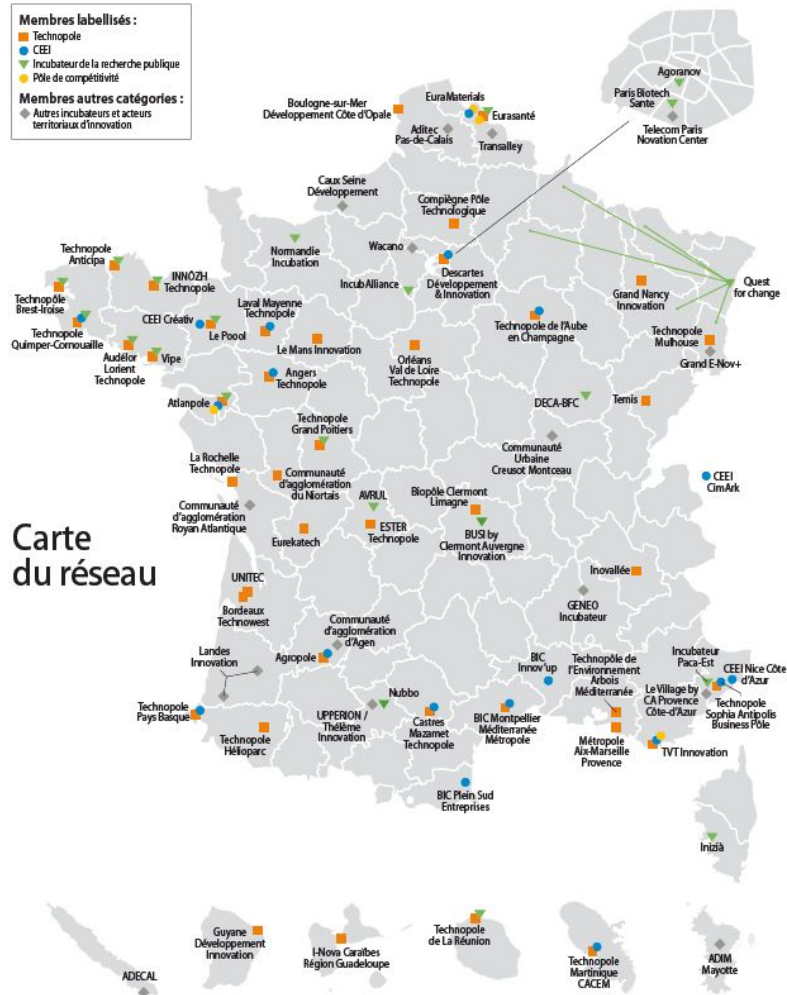 Membres labellisés :
Technopole
CEEI
Incubateur de la recherche publique
Pôle de compétitivité
Membres autres catégories :
Autres incubateurs et acteurs
territoriaux d'innovation
Agoranov
Paris Biotech
Sante
Telecom Paris
Novation Center
Boulogne-sur-Mer
Développement Côte d'Opale
EuraMaterials
Eurasanté
Aditec
Pas-de-Calais
Transalley
Caux Seine
Développement
Compiègne Pôle
Technologique
Normandie
Incubation
Wacano
IncubAlliance
Descartes
Développement
& Innovation
Grand Nancy
Innovation
Quest
for change
Technopole
Anticipa
INNÔZH
Technopole
Technopôle
Brest-Iroise
Technopole
Quimper-Cornouaille
CEEI Créativ
Le Poool
Laval Mayenne
Technopole
Le Mans Innovation
Orléans
Val de Loire
Technopole
Technopole de l'Aube
en Champagne
Technopole
Mulhouse
Grand E-Nov+
Audélor
Lorient
Technopole
Vipe
Angers
Technopole
Atlanpole
Technopole
Grand Poitiers
DECA-BFC
Temis
Communauté
Urbaine
Creusot Montceau
CEEI
CimArk
La Rochelle
Technopole
Communauté
d'agglomération
du Niortais
Communauté
d'agglomération
Royan Atlantique
AVRUL
ESTER
Technopole
Biopôle Clermont
Limagne
BUSI by
Clermont Auvergne
Innovation
Eurekatech
Carte
du réseau
UNITEC
Bordeaux
Technowest
Inovallée
GENEO
Incubateur
Communauté
d'agglomération
d'Agen
Agropole
Landes
Innovation
Technopole
Pays Basque
Technopole
Hélioparc
UPPERION /
Thélème
Innovation
Nubbo
Castres
Mazamet
Technopole
BIC Montpellier
Méditerranée
Métropole
BIC
Innov'up
Technopôle de
l'Environnement
Arbois
Méditerranée
Métropole
Aix-Marseille
Provence
Incubateur
Paca-Est
CEEI Nice Côte
d'Azur
Le Village by
CA Provence
Côte-d'Azur
Technopole
Sophia Antipolis
Business Pôle
TVT Innovation
BIC Plein Sud
Entreprises
Inizià
ADECAL
Guyane
Développement
Innovation
I-Nova Caraïbes
Région Guadeloupe
Technopole
de La Réunion
Technopole
Martinique
CACEM
ADIM
Mayotte